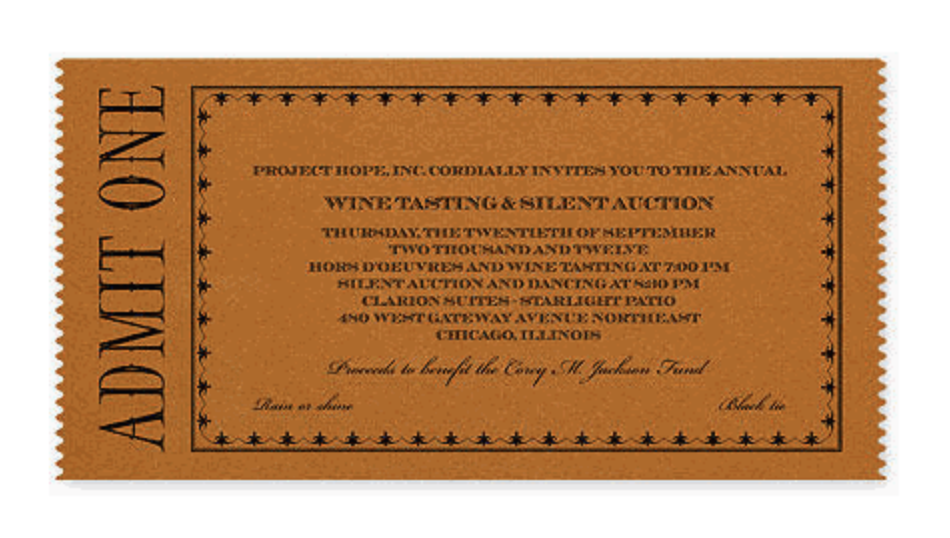 ADMIT ONE
PROJECT HOPE, INC. CORDIALLY INVITES YOU TO THE ANNUAL
WINE TASTING & SILENT AUCTION
THURSDAY, THE TWENTIETH OF SEPTEMBER
TWO THOUSAND AND TWELVE
HORS D'OEUVRES AND WINE TASTING AT 7:00 PM
SILENT AUCTION AND DANCING AT 8:30 PM
CLARION SUITES - STARLIGHT PATIO
480 WEST GATEWAY AVENUE NORTHEAST
CHICAGO, ILLINOIS
Proceeds to benefit the Corey M. Jackson Fund
Rain or shine
Black tie